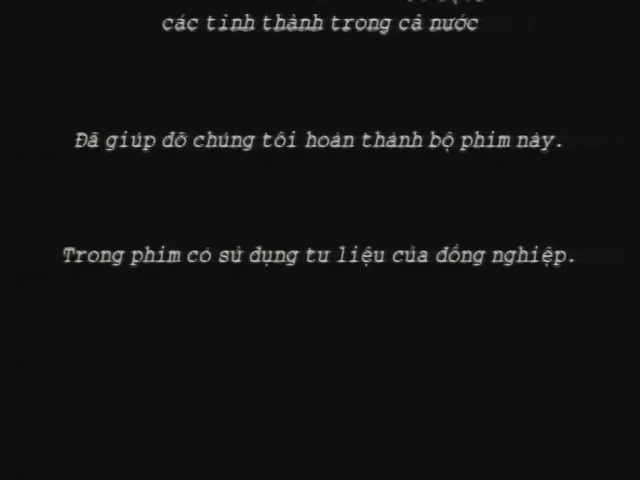 các tỉnh thành trong cả nước
Đã giúp đỡ chúng tôi hoàn thành bộ phim này.
Trong phim có sử dụng tư liệu của đồng nghiệp.